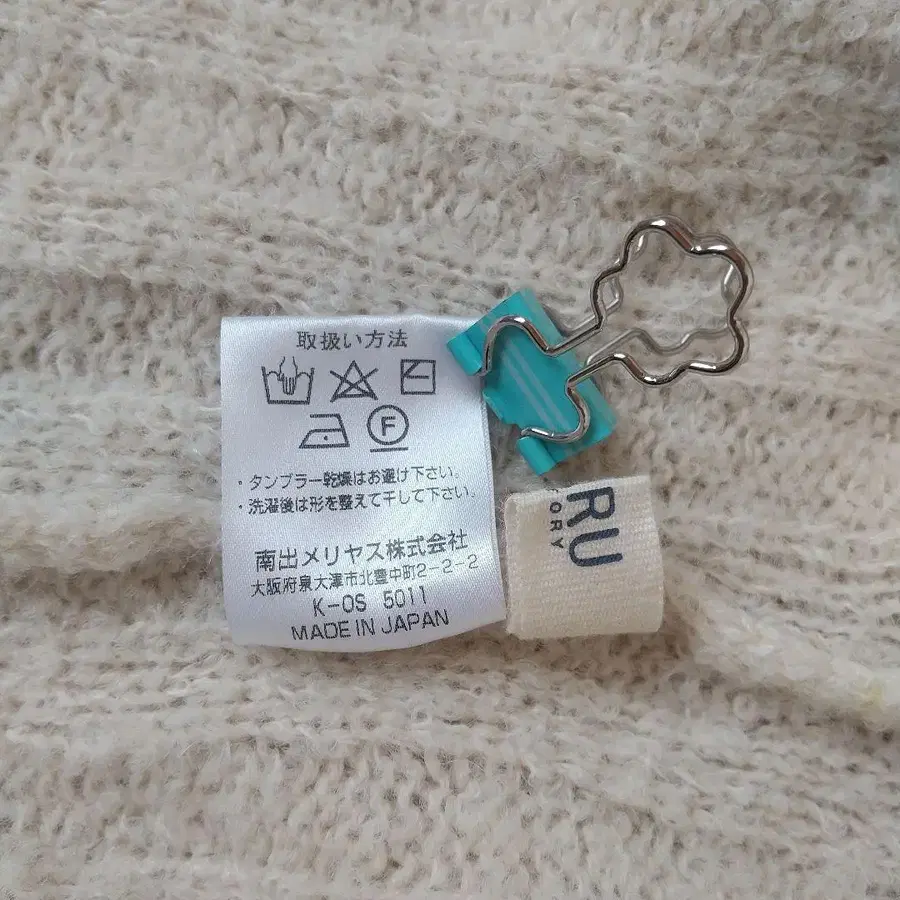 取扱い方法
F
・タンブラー乾燥はお避け下さい。
・洗濯後は形を整えて干して下さい。
南出メリヤス株式会社
大阪府泉大津市北豊中町2-2-2
K-OS 5011
MADE IN JAPAN
RU
TORY